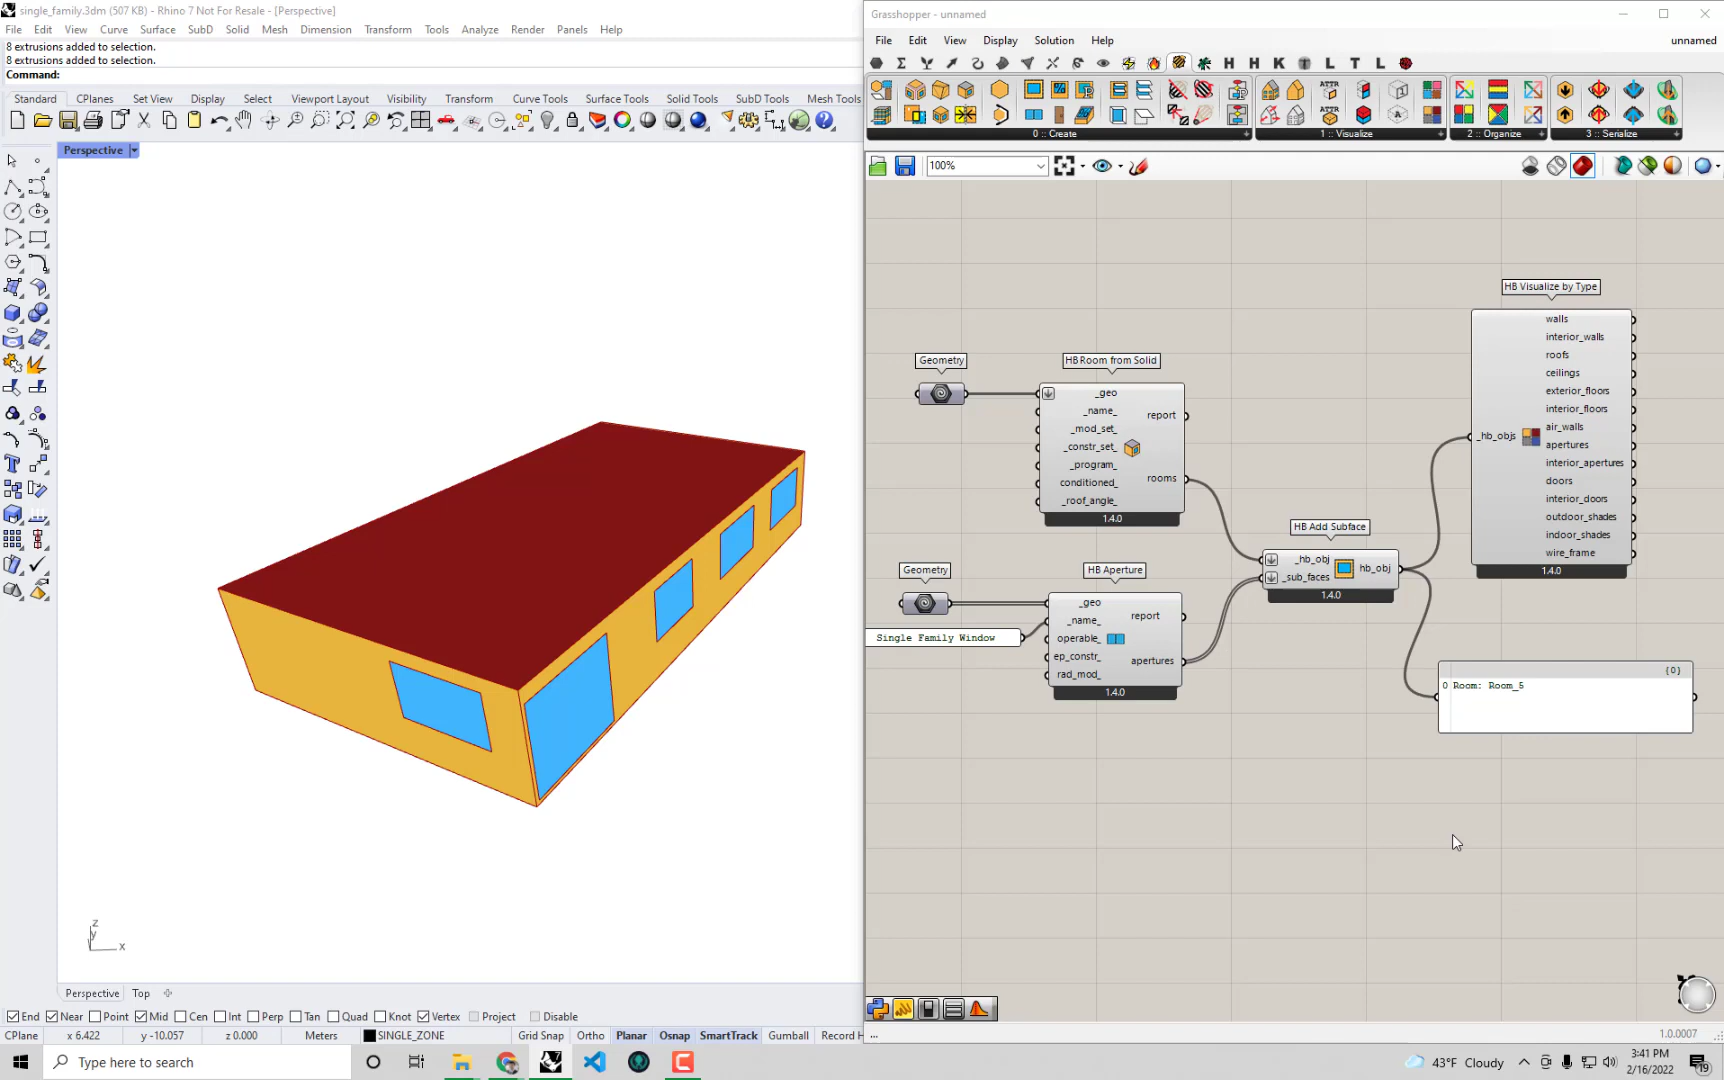 single_family.3dm (507 KB) - Rhino 7 Not For Resale - [Perspective]
File Edit View Curve Surface SubD Solid Mesh Dimension Transform Tools Analyze Render Panels Help
8 extrusions added to selection.
8 extrusions added to selection.
Command:
Standard CPlanes Set View Display Select Viewport Layout Visibility Transform Curve Tools Surface Tools Solid Tools SubD Tools Mesh Tools
Perspective
z
y
x
Perspective Top
End Near Point Mid Cen Int Perp Tan Quad Knot Vertex Project Disable
CPlane x 6.422 y -10.057 z 0.000 Meters SINGLE_ZONE Grid Snap Ortho Planar Osnap SmartTrack Gumball Record H
Grasshopper - unnamed
File Edit View Display Solution Help unnamed
H H K L T L
ATTR
ATTR
0 :: Create 1 :: Visualize 2 :: Organize 3 :: Serialize
100%
HB Visualize by Type
walls
interior_walls
roofs
ceilings
exterior_floors
interior_floors
air_walls
_hb_objs
apertures
interior_apertures
doors
interior_doors
outdoor_shades
indoor_shades
wire_frame
1.4.0
Geometry
HB Room from Solid
_geo
_name_
_mod_set_
_constr_set_
_program_
conditioned_
_roof_angle_
report
rooms
1.4.0
HB Add Subface
_hb_obj
_sub_faces
hb_obj
1.4.0
Geometry
HB Aperture
_geo
_name_
operable_
ep_constr_
rad_mod_
report
apertures
1.4.0
Single Family Window
{0}
0 Room: Room_5
... 1.0.0007
Type here to search
43°F Cloudy
3:41 PM
2/16/2022
19